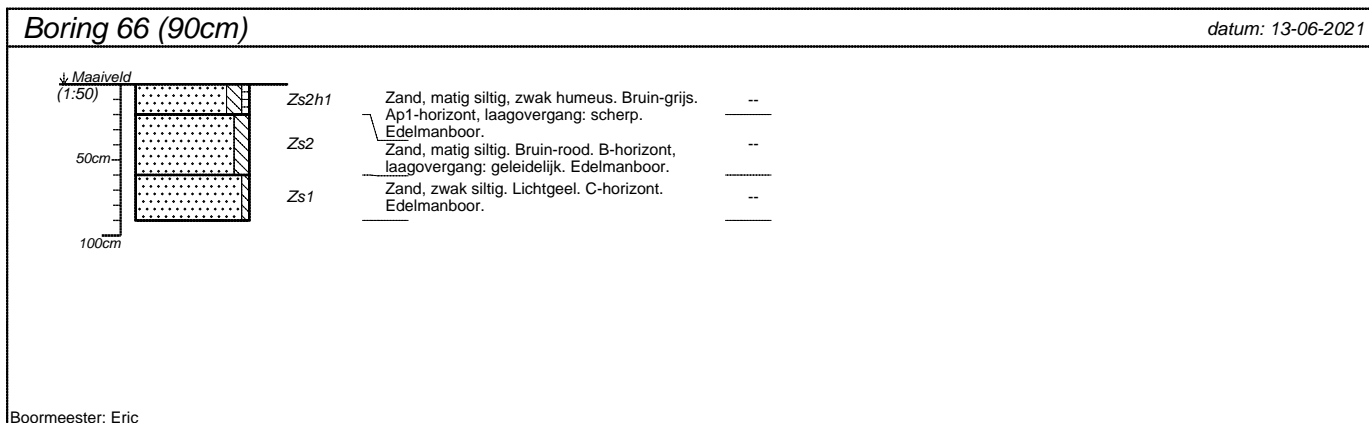 Boring 66 (90cm)
datum: 13-06-2021
Maaiveld
(1:50)
Zs2h1
Zand, matig siltig, zwak humeus. Bruin-grijs.
Ap1-horizont, laagovergang: scherp.
Edelmanboor.
--
Zs2
Zand, matig siltig. Bruin-rood. B-horizont,
laagovergang: geleidelijk. Edelmanboor.
--
50cm
Zs1
Zand, zwak siltig. Lichtgeel. C-horizont.
Edelmanboor.
--
100cm
Boormeester: Eric